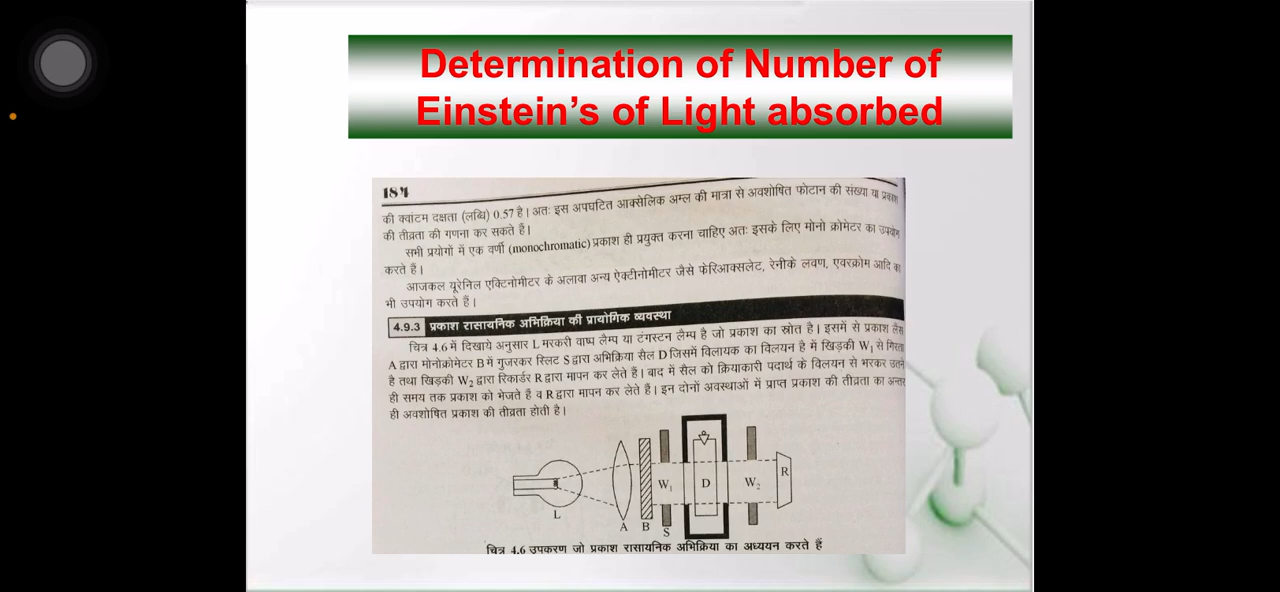 Determination of Number of
Einstein's of Light absorbed
184
की क्वांटम दक्षता (लब्धि) 0.57 है। अतः इस अपघटित आक्सेलिक अम्ल की मात्रा से अवशोषित फोटान की संख्या या प्रकाश
की तीव्रता की गणना कर सकते हैं।
सभी प्रयोगों में एक वर्णी (monochromatic) प्रकाश ही प्रयुक्त करना चाहिए अतः इसके लिए मोनो क्रोमेटर का उपयोग
करते हैं।
आजकल यूरेनिल एक्टिनोमीटर के अलावा अन्य ऐक्टीनोमीटर जैसे फेरिआक्सलेट, रेनीके लवण, एवरक्रोम आदि का
भी उपयोग करते हैं।
4.9.3 प्रकाश रासायनिक अभिक्रिया की प्रायोगिक व्यवस्था
चित्र 4.6 में दिखाये अनुसार L मरकरी वाष्प लैम्प या टंगस्टन लैम्प है जो प्रकाश का स्रोत है। इसमें से प्रकाश लैंस
A द्वारा मोनोक्रोमेटर B में गुजरकर स्लिट S द्वारा अभिक्रिया सैल D जिसमें विलायक का विलयन है में खिड़की W₁ से गिरता
है तथा खिड़की W₂ द्वारा रिकार्डर R द्वारा मापन कर लेते हैं। बाद में सैल को क्रियाकारी पदार्थ के विलयन से भरकर उतने
ही समय तक प्रकाश को भेजते है व R द्वारा मापन कर लेते हैं। इन दोनों अवस्थाओं में प्राप्त प्रकाश की तीव्रता का अन्तर
ही अवशोषित प्रकाश की तीव्रता होती है।
W₁ D W₂ R
L A B S
चित्र 4.6 उपकरण जो प्रकाश रासायनिक अभिक्रिया का अध्ययन करते हैं